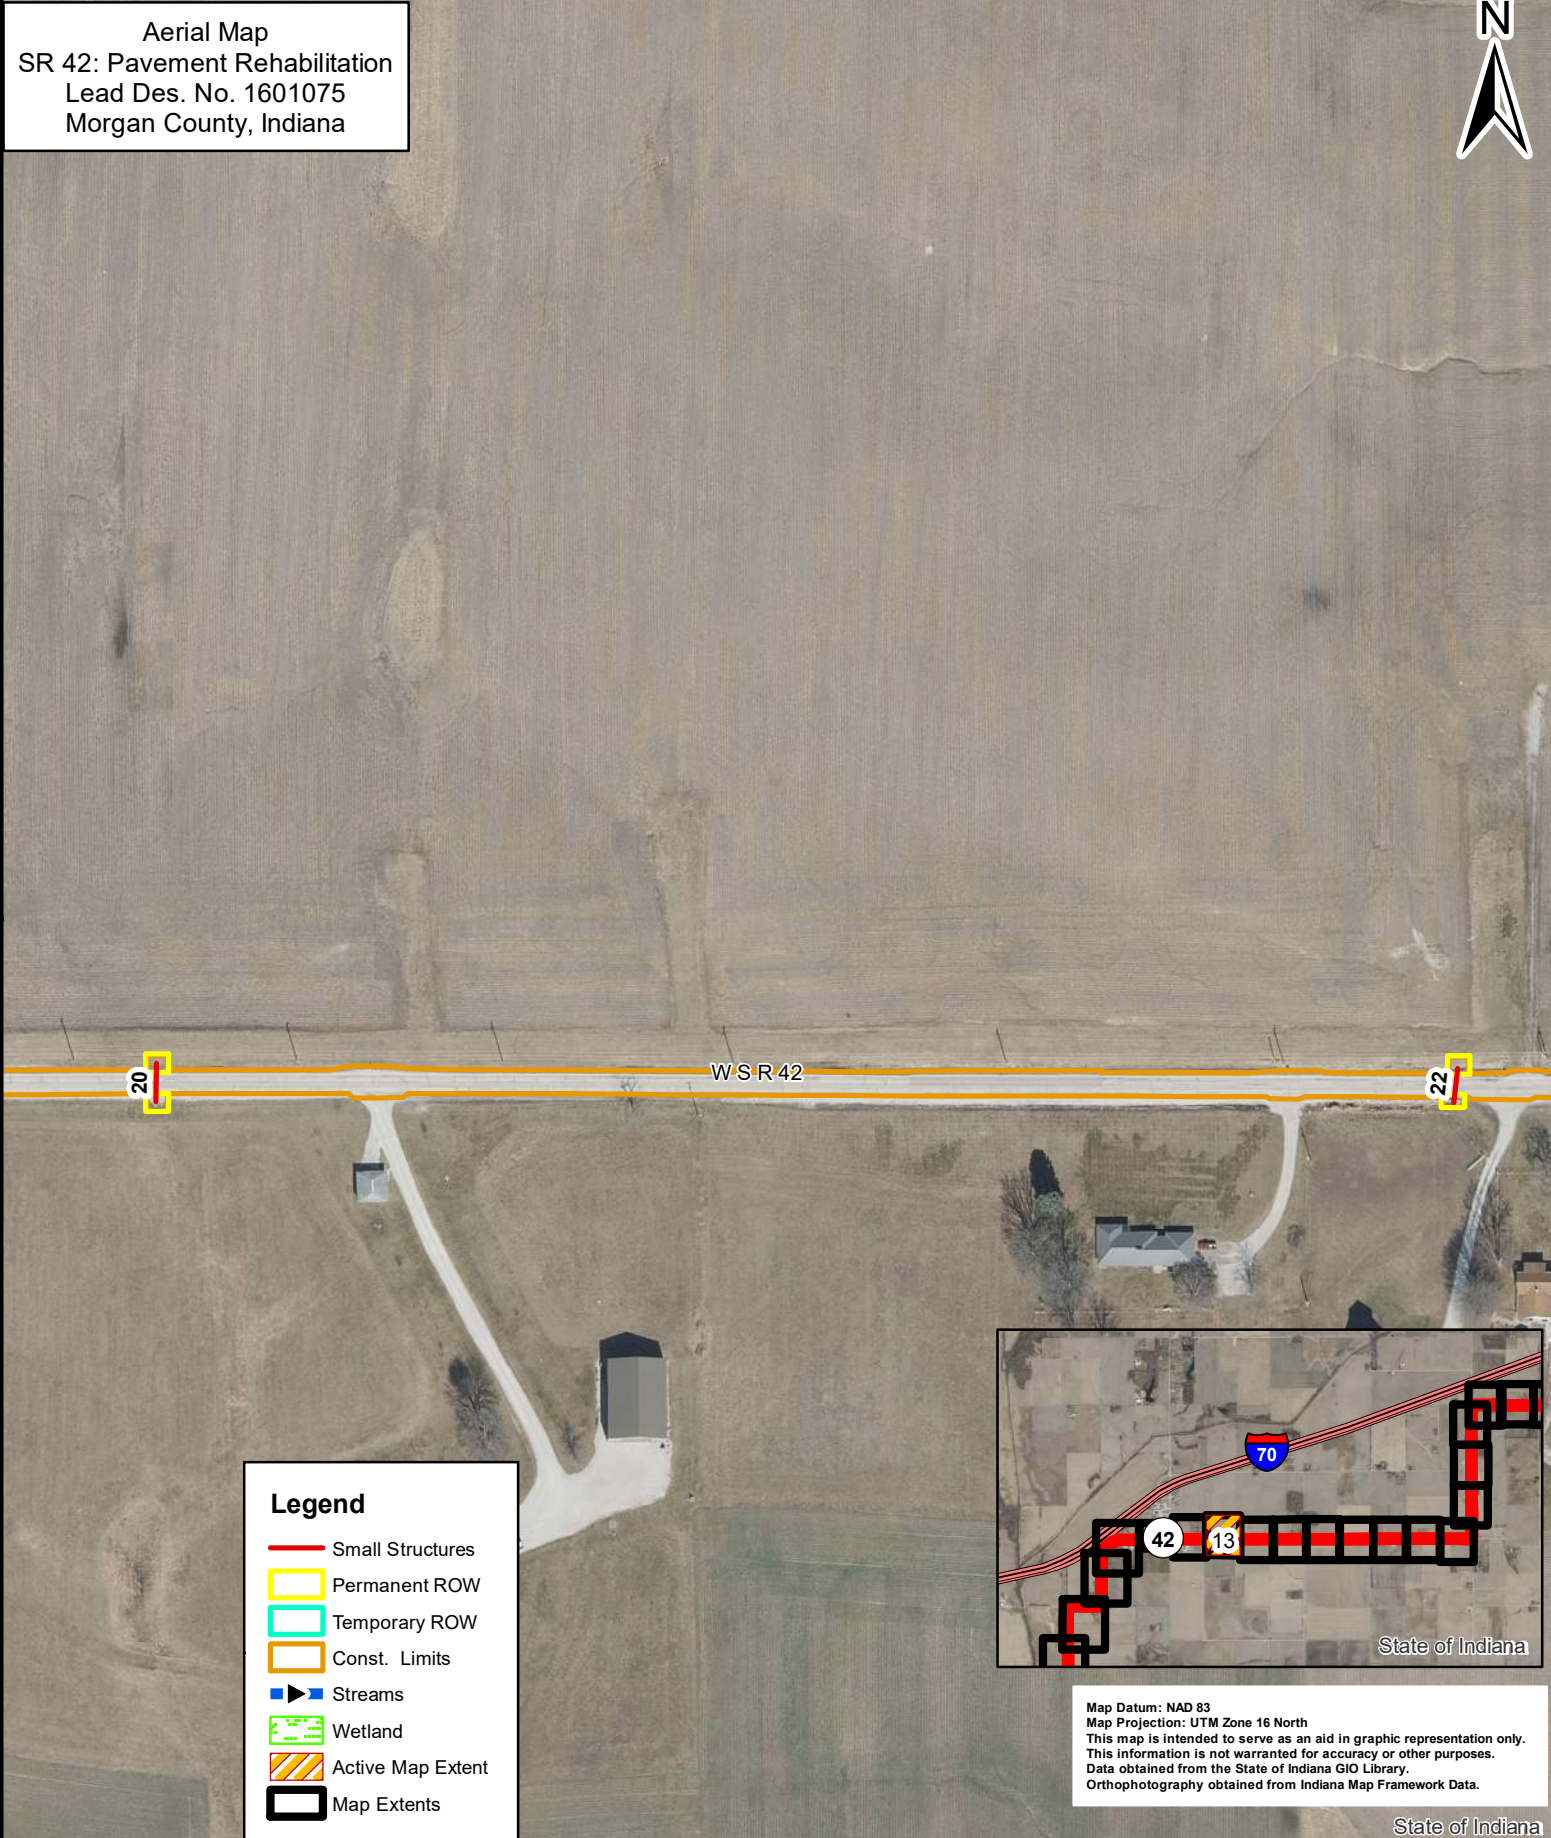 Aerial Map
SR 42: Pavement Rehabilitation
Lead Des. No. 1601075
Morgan County, Indiana
N
W S R 42
20
22
Legend
Small Structures
Permanent ROW
Temporary ROW
Const. Limits
Streams
Wetland
Active Map Extent
Map Extents
70
42
13
State of Indiana
Map Datum: NAD 83
Map Projection: UTM Zone 16 North
This map is intended to serve as an aid in graphic representation only.
This information is not warranted for accuracy or other purposes.
Data obtained from the State of Indiana GIO Library.
Orthophotography obtained from Indiana Map Framework Data.
State of Indiana